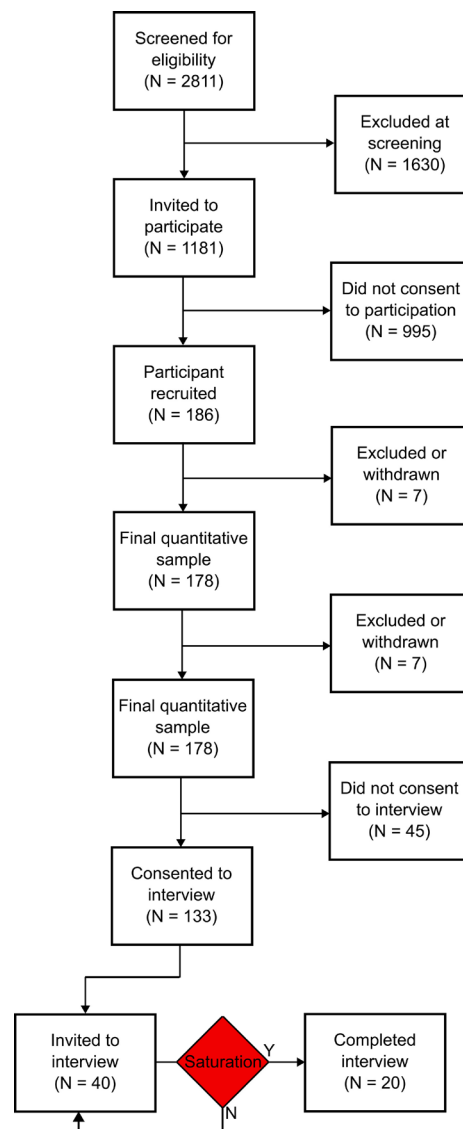 Screened for
eligibility
(N = 2811)
Excluded at
screening
(N = 1630)
Invited to
participate
(N = 1181)
Did not consent
to participation
(N = 995)
Participant
recruited
(N = 186)
Excluded or
withdrawn
(N = 7)
Final quantitative
sample
(N = 178)
Excluded or
withdrawn
(N = 7)
Final quantitative
sample
(N = 178)
Did not consent
to interview
(N = 45)
Consented to
interview
(N = 133)
Invited to
interview
(N = 40)
Saturation
Y
N
Completed
interview
(N = 20)